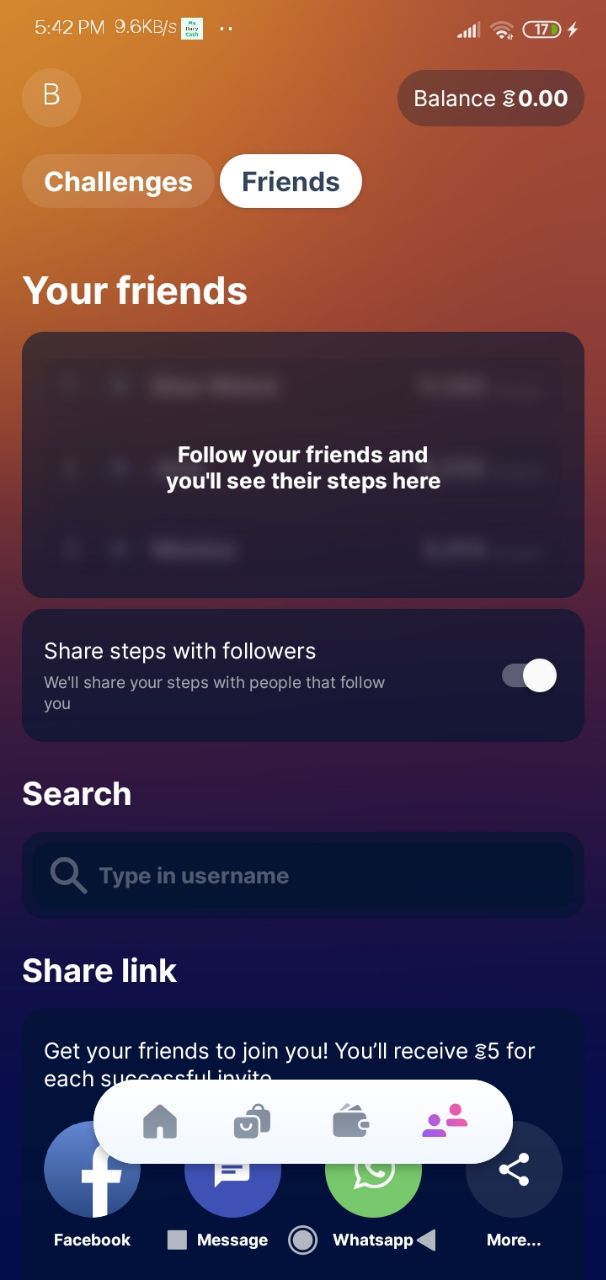 5:42 PM 9.6KB/s
17
B
Balance 0.00
Challenges Friends
Your friends
Follow your friends and
you'll see their steps here
Share steps with followers
We'll share your steps with people that follow
you
Search
Type in username
Share link
Get your friends to join you! You'll receive 5 for
each successful invite
Facebook Message Whatsapp More...